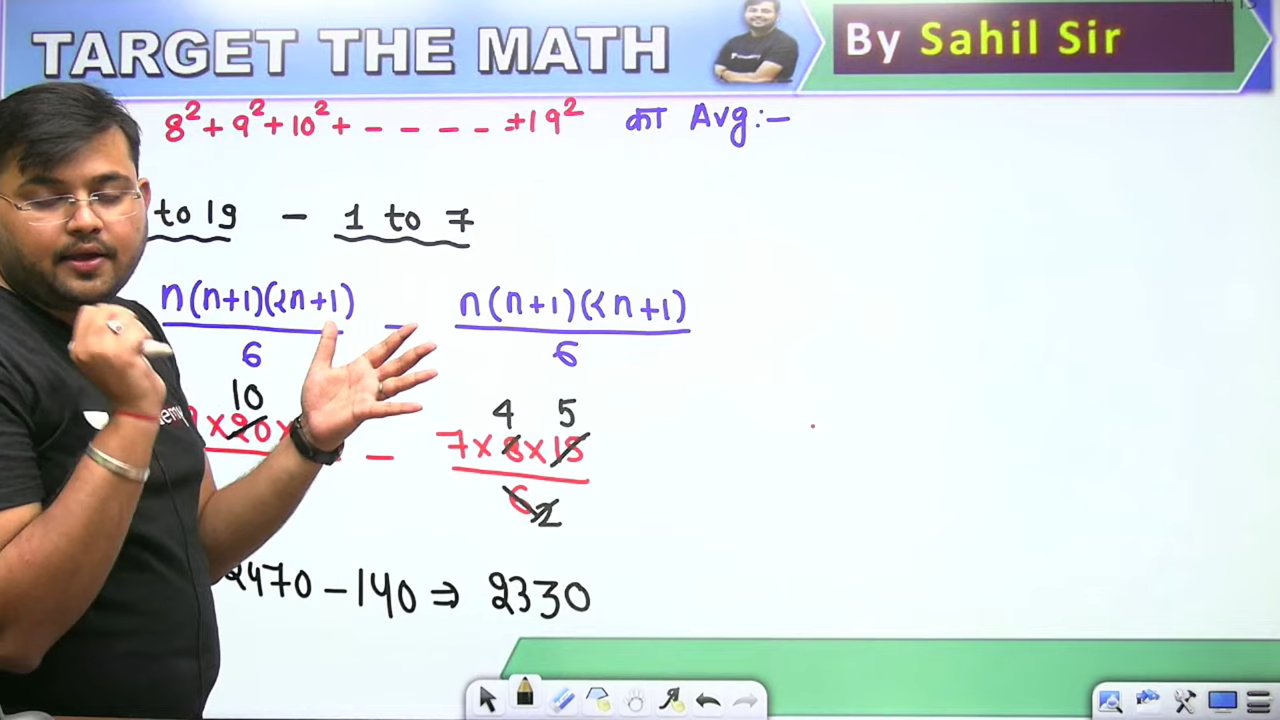 TARGET THE MATH
By Sahil Sir
8² + 9² + 10² + - - - - = +19² का Avg :-
to 19 - 1 to 7
n(n+1)(2n+1) - n(n+1)(2n+1)
6 6
10 4 5
×20× - 7×8×15
6 2
2470 - 140 ⇒ 2330